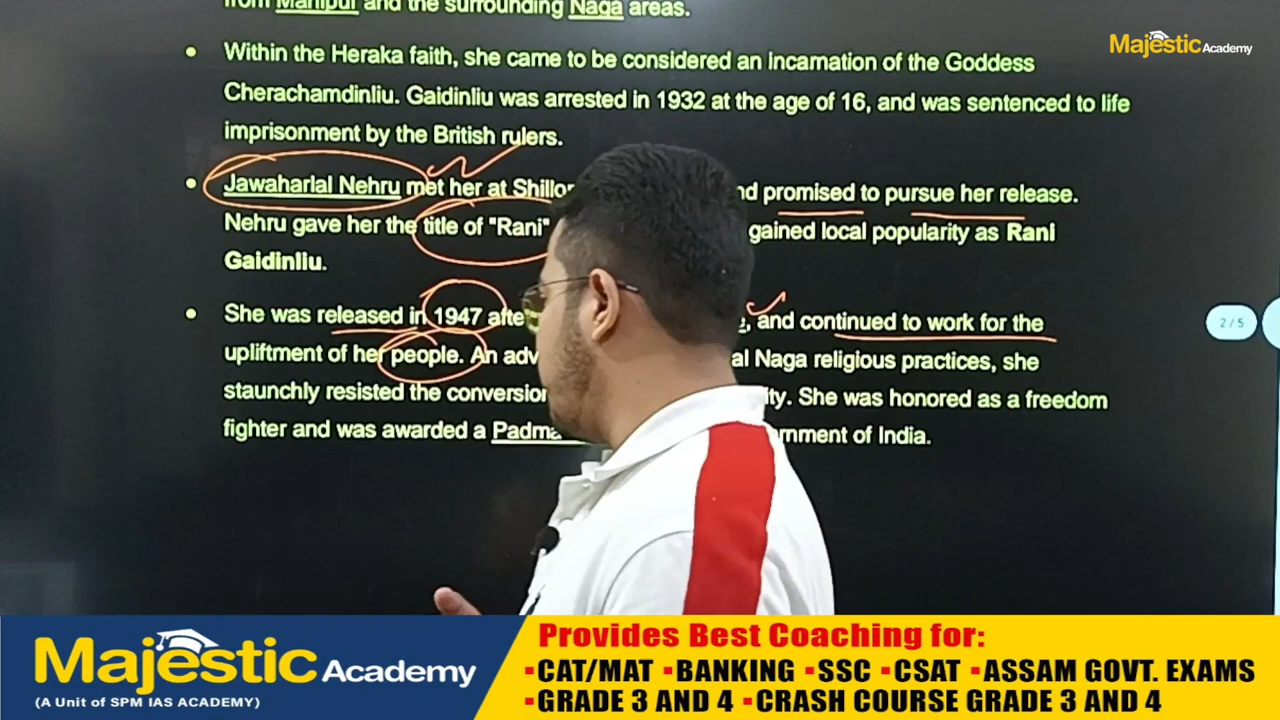 from Manipur and the surrounding Naga areas.
Majestic Academy
• Within the Heraka faith, she came to be considered an incarnation of the Goddess
Cherachamdinliu. Gaidinliu was arrested in 1932 at the age of 16, and was sentenced to life
imprisonment by the British rulers.
• Jawaharlal Nehru met her at promised to pursue her release.
Nehru gave her the title of "Rani" gained local popularity as Rani
Gaidinliu.
• She was released in 1947 and continued to work for the
2/5
upliftment of her people. An Naga religious practices, she
staunchly resisted the She was honored as a freedom
fighter and was awarded a of India.
Majestic Academy
(A Unit of SPM IAS ACADEMY)
Provides Best Coaching for:
▪CAT/MAT ▪BANKING ▪SSC ▪CSAT ▪ASSAM GOVT. EXAMS
▪GRADE 3 AND 4 ▪CRASH COURSE GRADE 3 AND 4